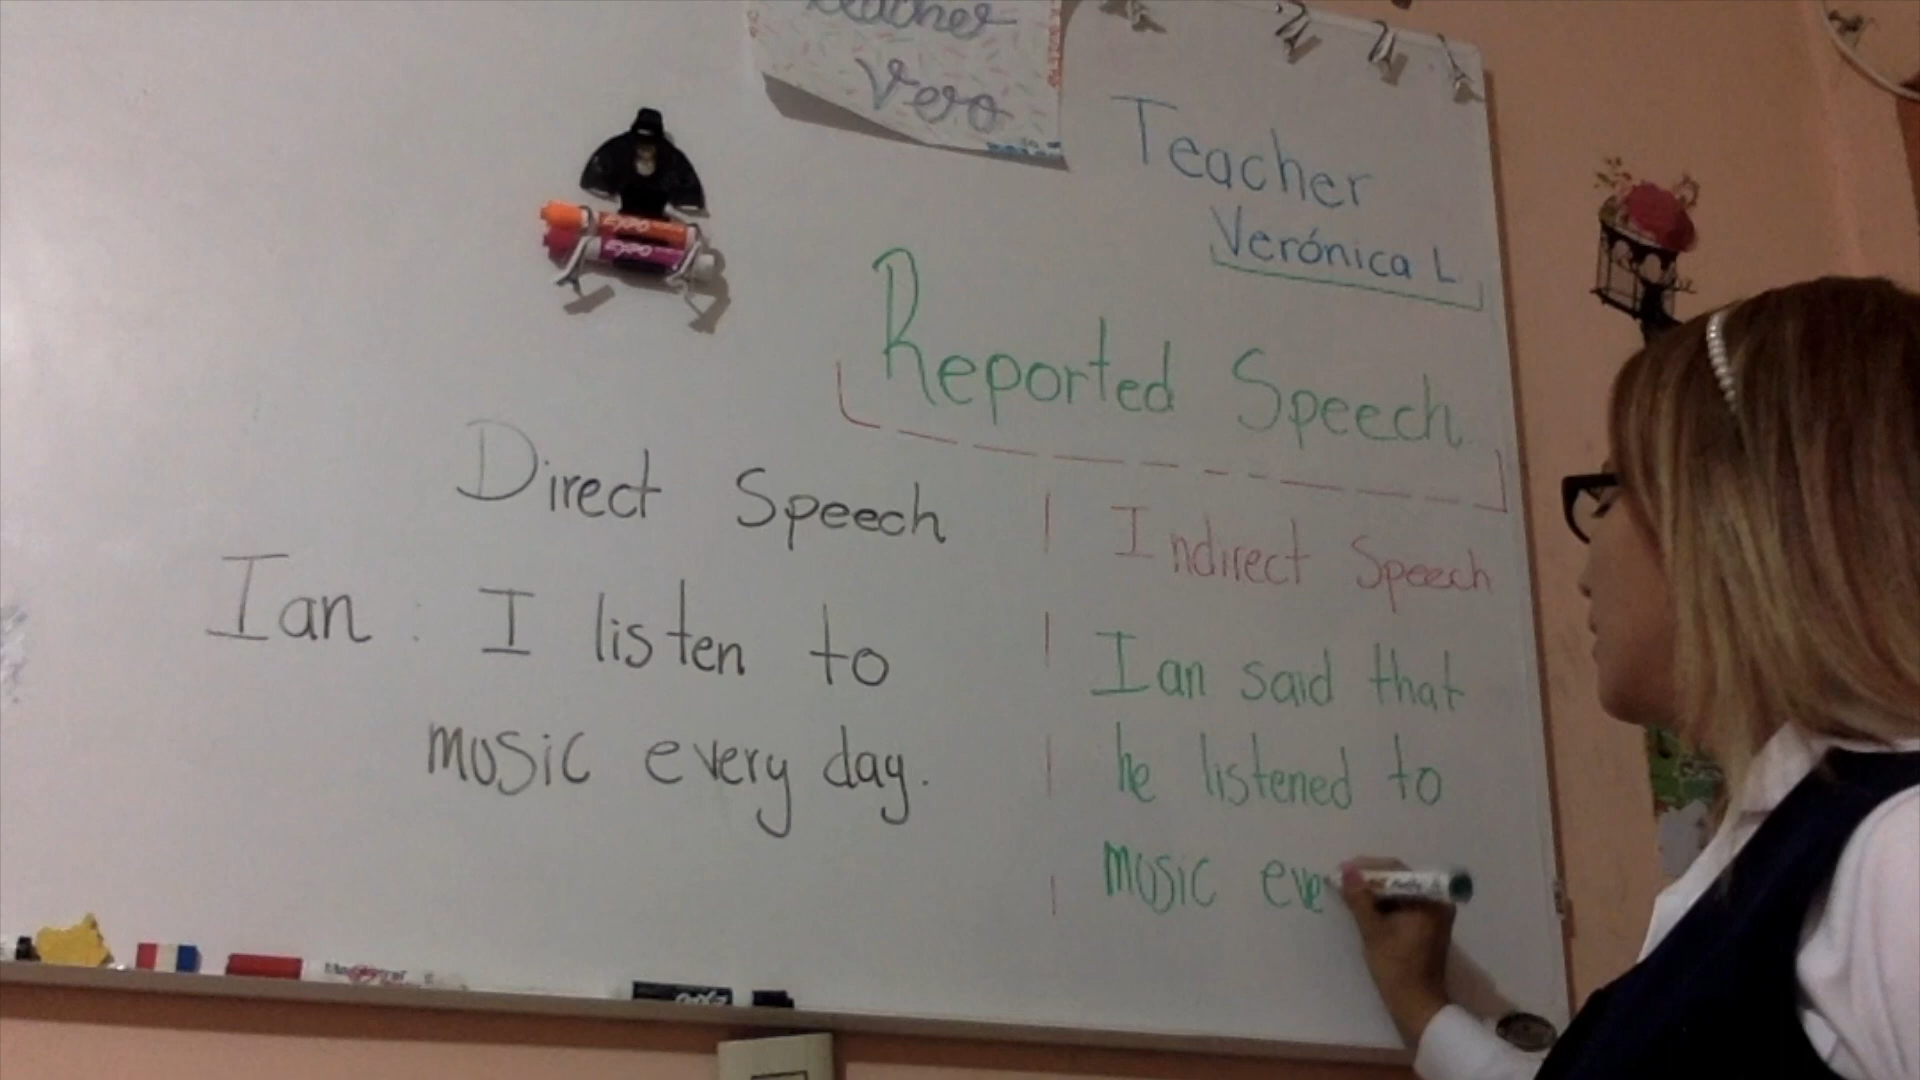 Teacher
Vero
Teacher
Verónica L
Reported Speech
Direct Speech
Ian : I listen to
music every day.
Indirect Speech
Ian said that
he listened to
music eve